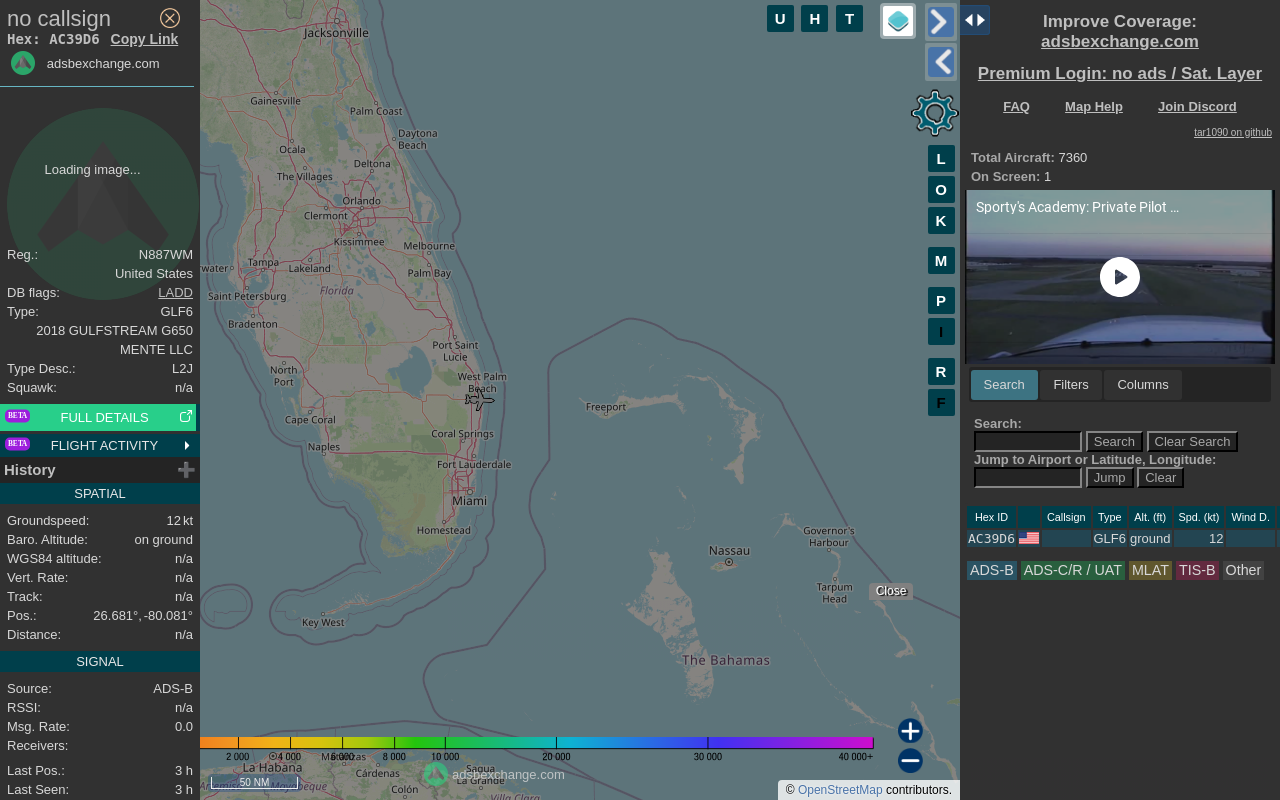 no callsign
Hex: AC39D6 Copy Link
adsbexchange.com
Loading image...
Reg.: N887WM
United States
DB flags: LADD
Type: GLF6
2018 GULFSTREAM G650
MENTE LLC
Type Desc.: L2J
Squawk: n/a
BETA FULL DETAILS
BETA FLIGHT ACTIVITY
History
SPATIAL
Groundspeed: 12 kt
Baro. Altitude: on ground
WGS84 altitude: n/a
Vert. Rate: n/a
Track: n/a
Pos.: 26.681°, -80.081°
Distance: n/a
SIGNAL
Source: ADS-B
RSSI: n/a
Msg. Rate: 0.0
Receivers:
Last Pos.: 3 h
Last Seen: 3 h
Jacksonville
Gainesville
Palm Coast
Daytona
Beach
Ocala
Deltona
The Villages
Orlando
Clermont
Kissimmee
Melbourne
Tampa
rwater
Lakeland
Palm Bay
Saint Petersburg
Florida
Bradenton
Port Saint
Lucie
North
Port
West Palm
Beach
Freeport
Cape Coral
Coral Springs
Naples
Fort Lauderdale
Miami
Homestead
Governor's
Harbour
Nassau
Tarpum
Head
Key West
The Bahamas
Close
2 000 4 000 6 000 8 000 10 000 20 000 30 000 40 000+
Matanzas
La Habana
Cárdenas
Sagua
La Grande
Artemisa
Mayabeque
Colón
Villa Clara
50 NM
adsbexchange.com
© OpenStreetMap contributors.
U H T
L
O
K
M
P
I
R
F
Improve Coverage:
adsbexchange.com
Premium Login: no ads / Sat. Layer
FAQ Map Help Join Discord
tar1090 on github
Total Aircraft: 7360
On Screen: 1
Sporty's Academy: Private Pilot ...
Search Filters Columns
Search:
Search Clear Search
Jump to Airport or Latitude, Longitude:
Jump Clear
Hex ID Callsign Type Alt. (ft) Spd. (kt) Wind D.
AC39D6 GLF6 ground 12
ADS-B ADS-C/R / UAT MLAT TIS-B Other